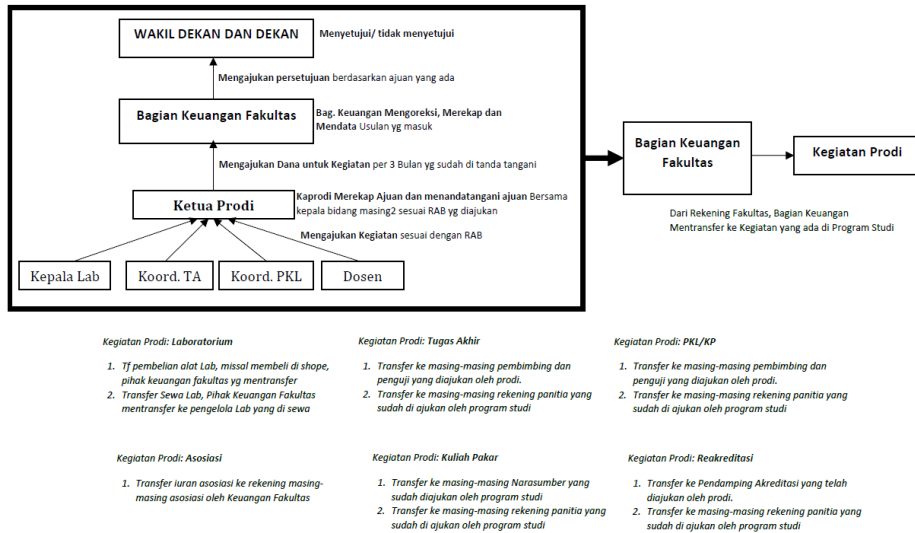 WAKIL DEKAN DAN DEKAN
Menyetujui/ tidak menyetujui
Mengajukan persetujuan berdasarkan ajuan yang ada
Bagian Keuangan Fakultas
Bag. Keuangan Mengoreksi, Merekap dan
Mendata Usulan yg masuk
Mengajukan Dana untuk Kegiatan per 3 Bulan yg sudah di tanda tangani
Ketua Prodi
Kaprodi Merekap Ajuan dan menandatangani ajuan Bersama
kepala bidang masing2 sesuai RAB yg diajukan
Mengajukan Kegiatan sesuai dengan RAB
Kepala Lab
Koord. TA
Koord. PKL
Dosen
Bagian Keuangan
Fakultas
Kegiatan Prodi
Dari Rekening Fakultas, Bagian Keuangan
Mentransfer ke Kegiatan yang ada di Program Studi
Kegiatan Prodi: Laboratorium
1. Tf pembelian alat Lab, missal membeli di shope,
pihak keuangan fakultas yg mentransfer
2. Transfer Sewa Lab, Pihak Keuangan Fakultas
mentransfer ke pengelola Lab yang di sewa
Kegiatan Prodi: Tugas Akhir
1. Transfer ke masing-masing pembimbing dan
penguji yang diajukan oleh prodi.
2. Transfer ke masing-masing rekening panitia yang
sudah di ajukan oleh program studi
Kegiatan Prodi: PKL/KP
1. Transfer ke masing-masing pembimbing dan
penguji yang diajukan oleh prodi.
2. Transfer ke masing-masing rekening panitia yang
sudah di ajukan oleh program studi
Kegiatan Prodi: Asosiasi
1. Transfer iuran asosiasi ke rekening masing-
masing asosiasi oleh Keuangan Fakultas
Kegiatan Prodi: Kuliah Pakar
1. Transfer ke masing-masing Narasumber yang
sudah diajukan oleh program studi
2. Transfer ke masing-masing rekening panitia yang
sudah di ajukan oleh program studi
Kegiatan Prodi: Reakreditasi
1. Transfer ke Pendamping Akreditasi yang telah
diajukan oleh prodi.
2. Transfer ke masing-masing rekening panitia yang
sudah di ajukan oleh program studi